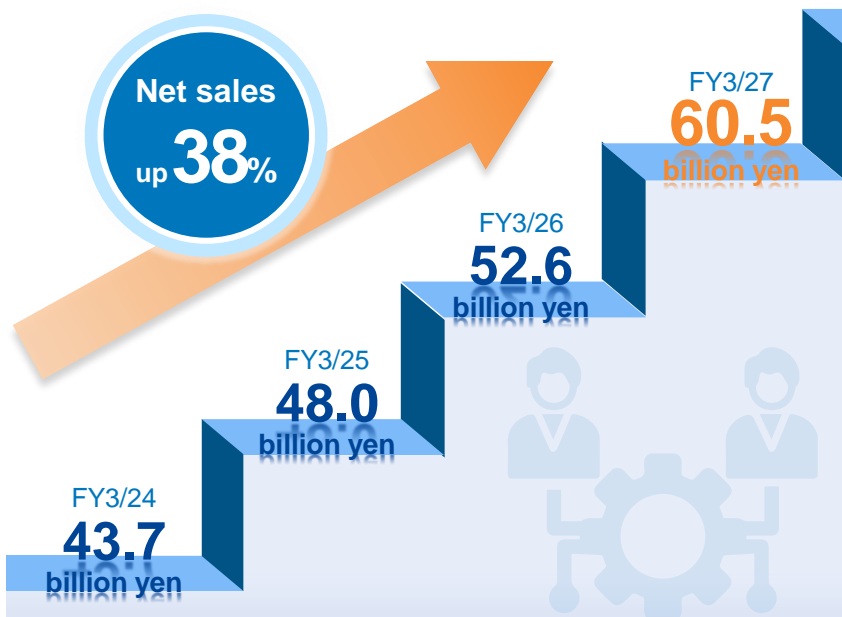 Net sales
up 38%
FY3/27
60.5
billion yen
FY3/26
52.6
billion yen
FY3/25
48.0
billion yen
FY3/24
43.7
billion yen